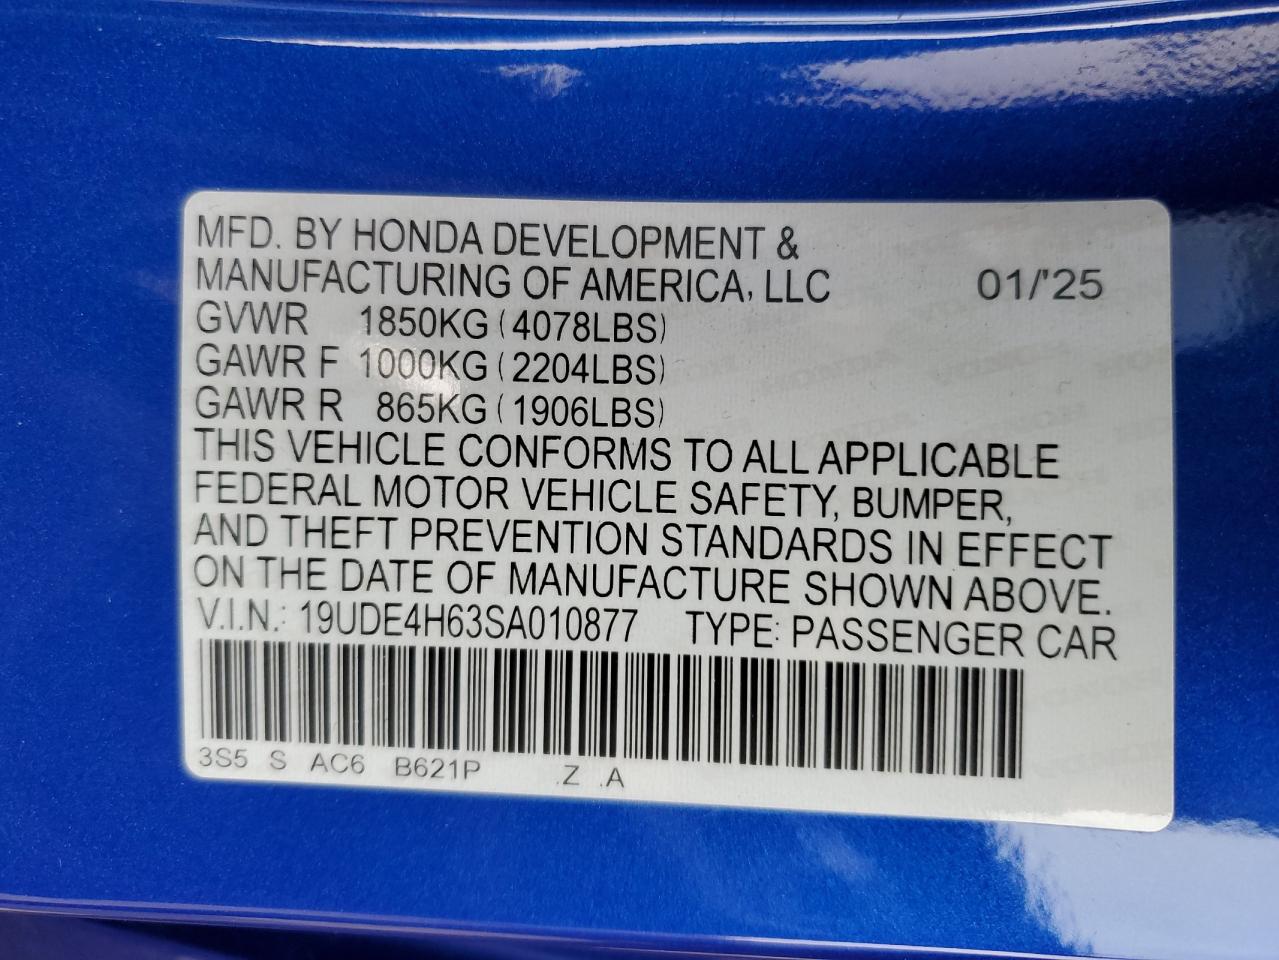 MFD. BY HONDA DEVELOPMENT &
MANUFACTURING OF AMERICA, LLC 01/'25
GVWR 1850KG (4078LBS)
GAWR F 1000KG (2204LBS)
GAWR R 865KG (1906LBS)
THIS VEHICLE CONFORMS TO ALL APPLICABLE
FEDERAL MOTOR VEHICLE SAFETY, BUMPER,
AND THEFT PREVENTION STANDARDS IN EFFECT
ON THE DATE OF MANUFACTURE SHOWN ABOVE.
V.I.N.: 19UDE4H63SA010877 TYPE: PASSENGER CAR
3S5 S AC6 B621P .Z .A